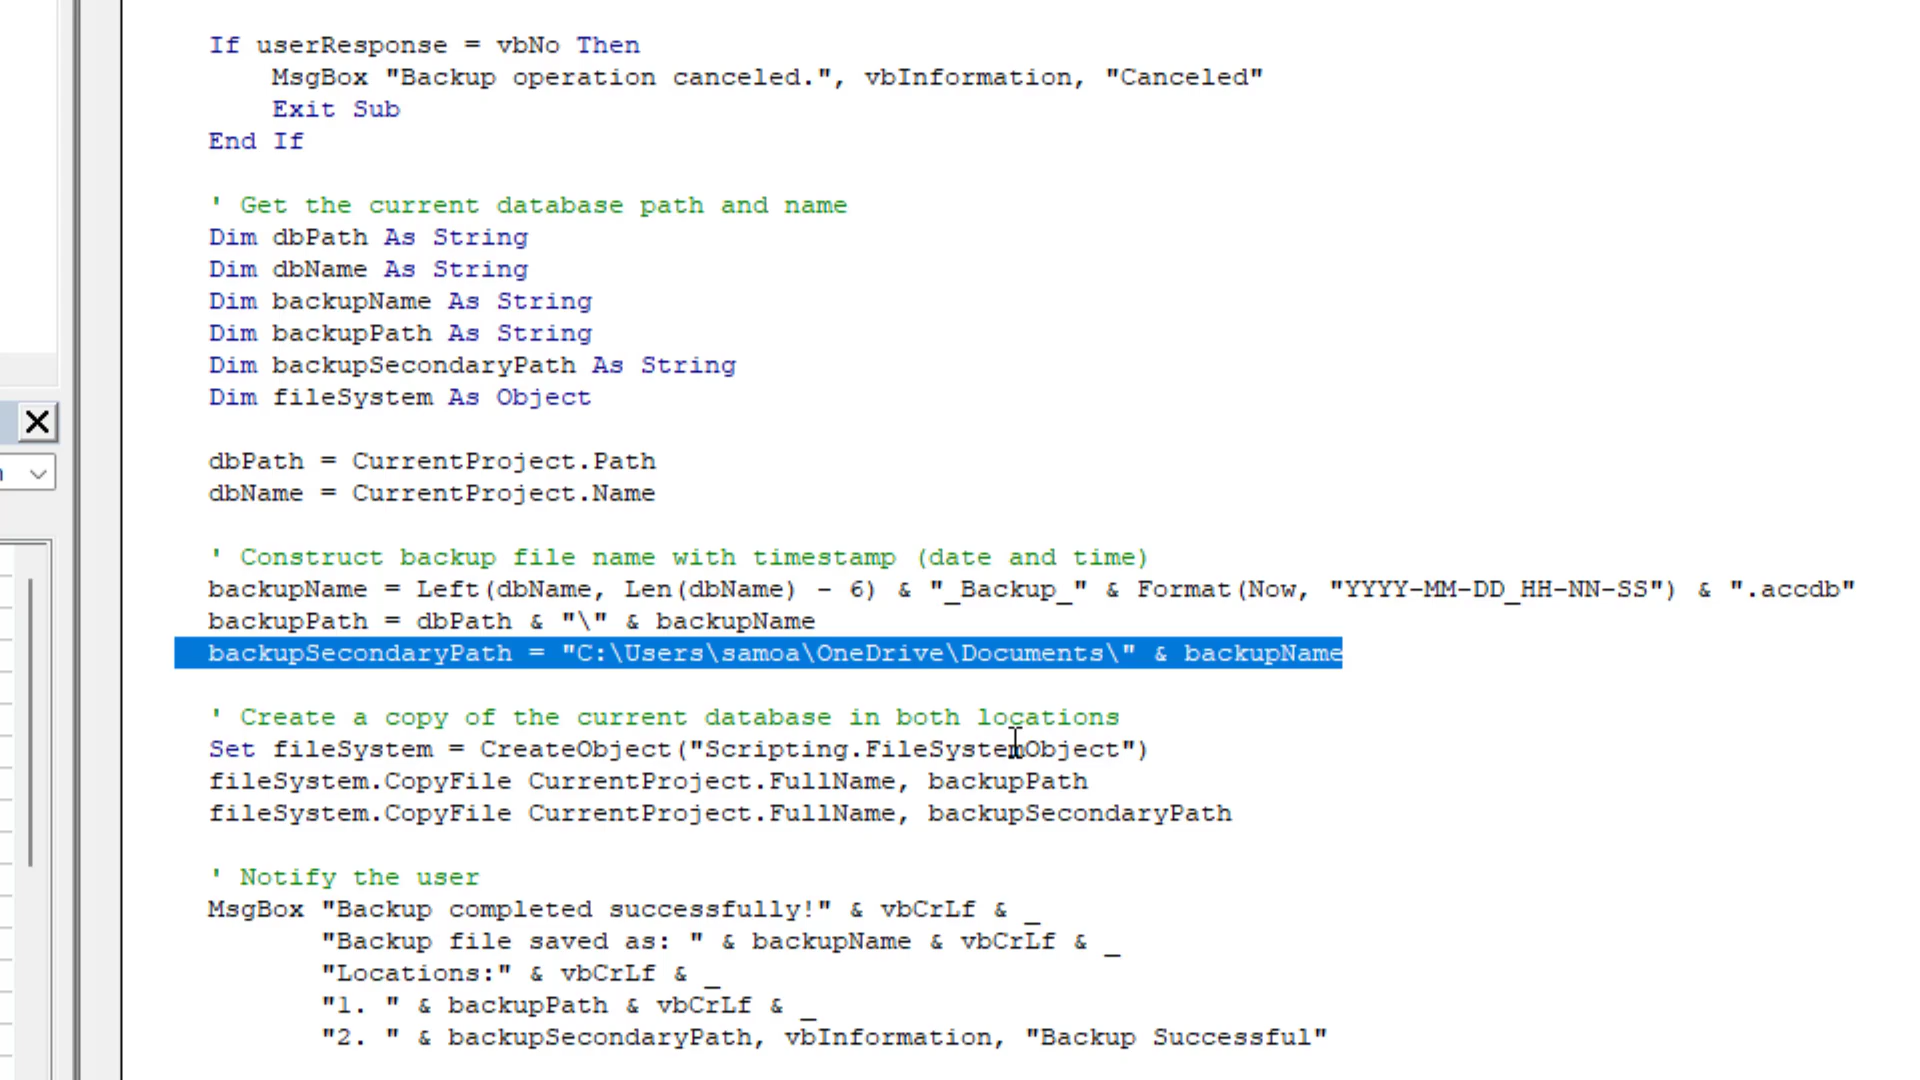 If userResponse = vbNo Then
MsgBox "Backup operation canceled.", vbInformation, "Canceled"
Exit Sub
End If
' Get the current database path and name
Dim dbPath As String
Dim dbName As String
Dim backupName As String
Dim backupPath As String
Dim backupSecondaryPath As String
Dim fileSystem As Object
dbPath = CurrentProject.Path
dbName = CurrentProject.Name
' Construct backup file name with timestamp (date and time)
backupName = Left(dbName, Len(dbName) - 6) & "_Backup_" & Format(Now, "YYYY-MM-DD_HH-NN-SS") & ".accdb"
backupPath = dbPath & "\" & backupName
backupSecondaryPath = "C:\Users\samoa\OneDrive\Documents\" & backupName
' Create a copy of the current database in both locations
Set fileSystem = CreateObject("Scripting.FileSystemObject")
fileSystem.CopyFile CurrentProject.FullName, backupPath
fileSystem.CopyFile CurrentProject.FullName, backupSecondaryPath
' Notify the user
MsgBox "Backup completed successfully!" & vbCrLf & _
"Backup file saved as: " & backupName & vbCrLf & _
"Locations:" & vbCrLf & _
"1. " & backupPath & vbCrLf & _
"2. " & backupSecondaryPath, vbInformation, "Backup Successful"